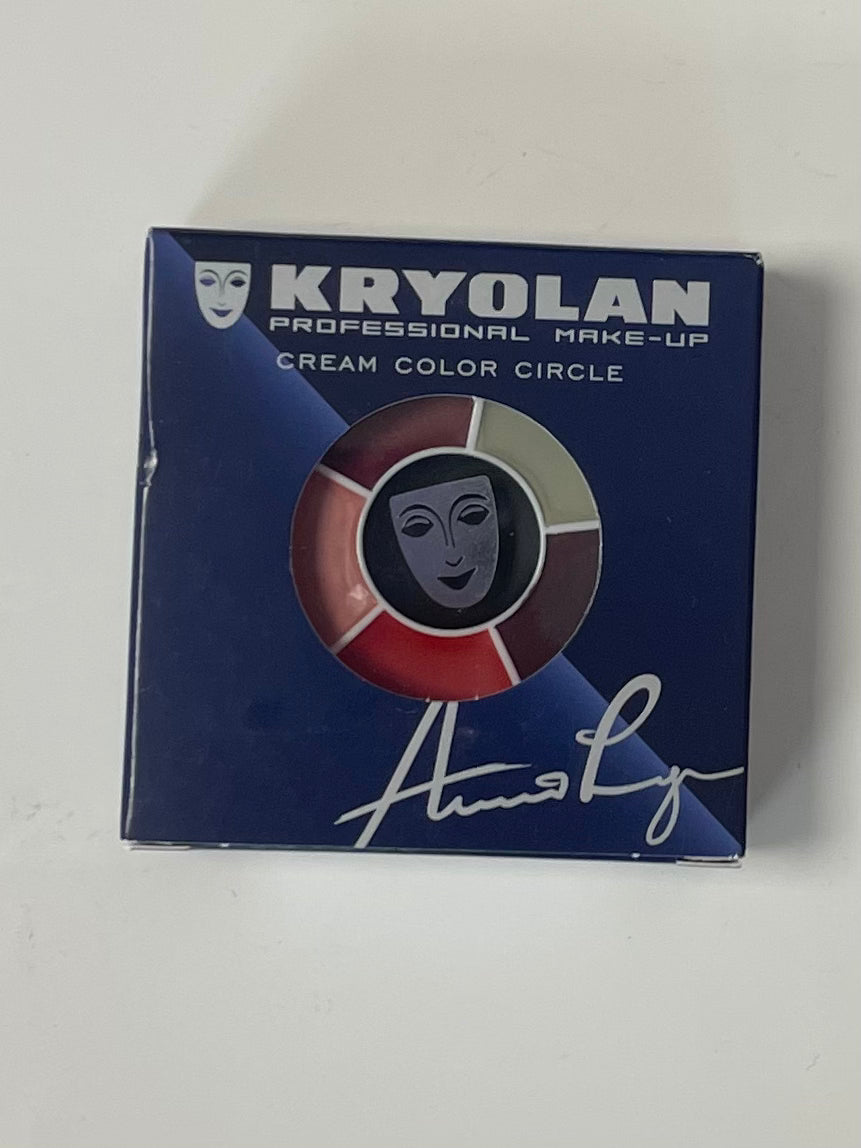 KRYOLAN
PROFESSIONAL MAKE-UP
CREAM COLOR CIRCLE